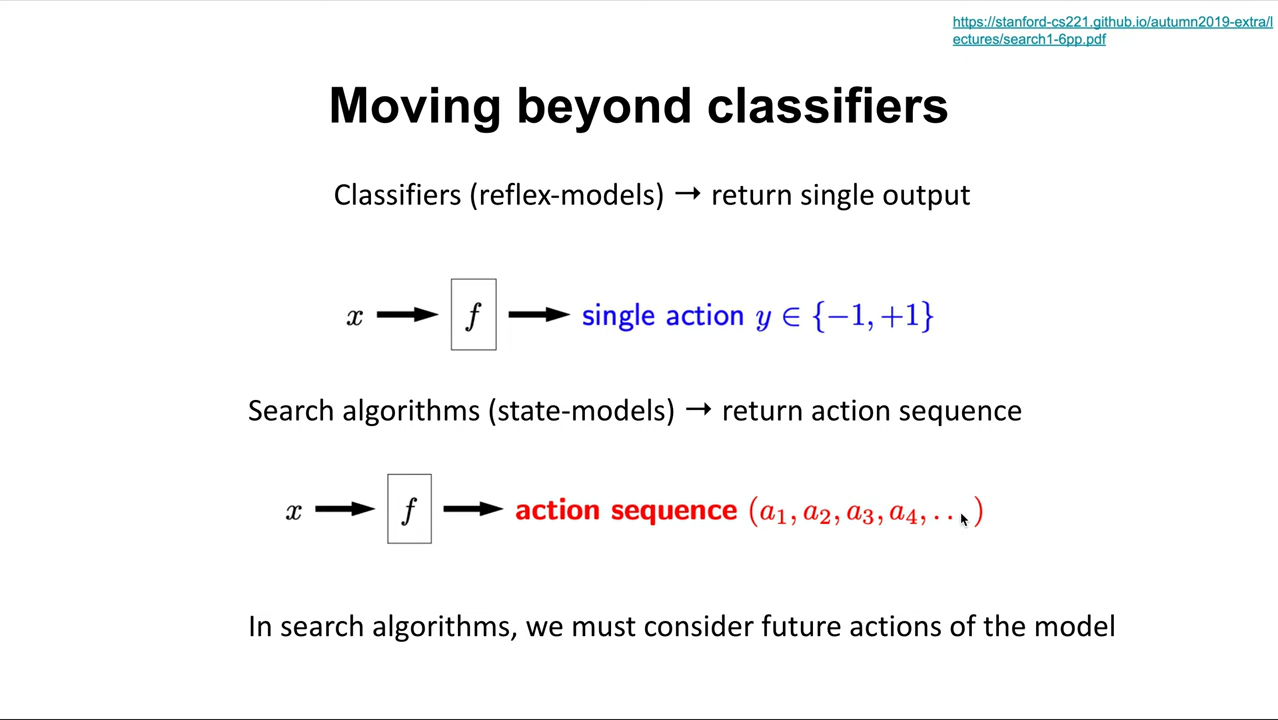 https://stanford-cs221.github.io/autumn2019-extra/l
ectures/search1-6pp.pdf
Moving beyond classifiers
Classifiers (reflex-models) → return single output
x f single action y ∈ {−1, +1}
Search algorithms (state-models) → return action sequence
x f action sequence (a₁, a₂, a₃, a₄, . . .)
In search algorithms, we must consider future actions of the model